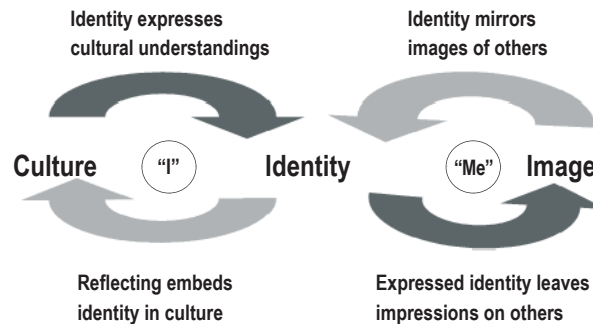 Identity expresses
cultural understandings
Identity mirrors
images of others
Culture
“I”
Identity
“Me”
Image
Reflecting embeds
identity in culture
Expressed identity leaves
impressions on others